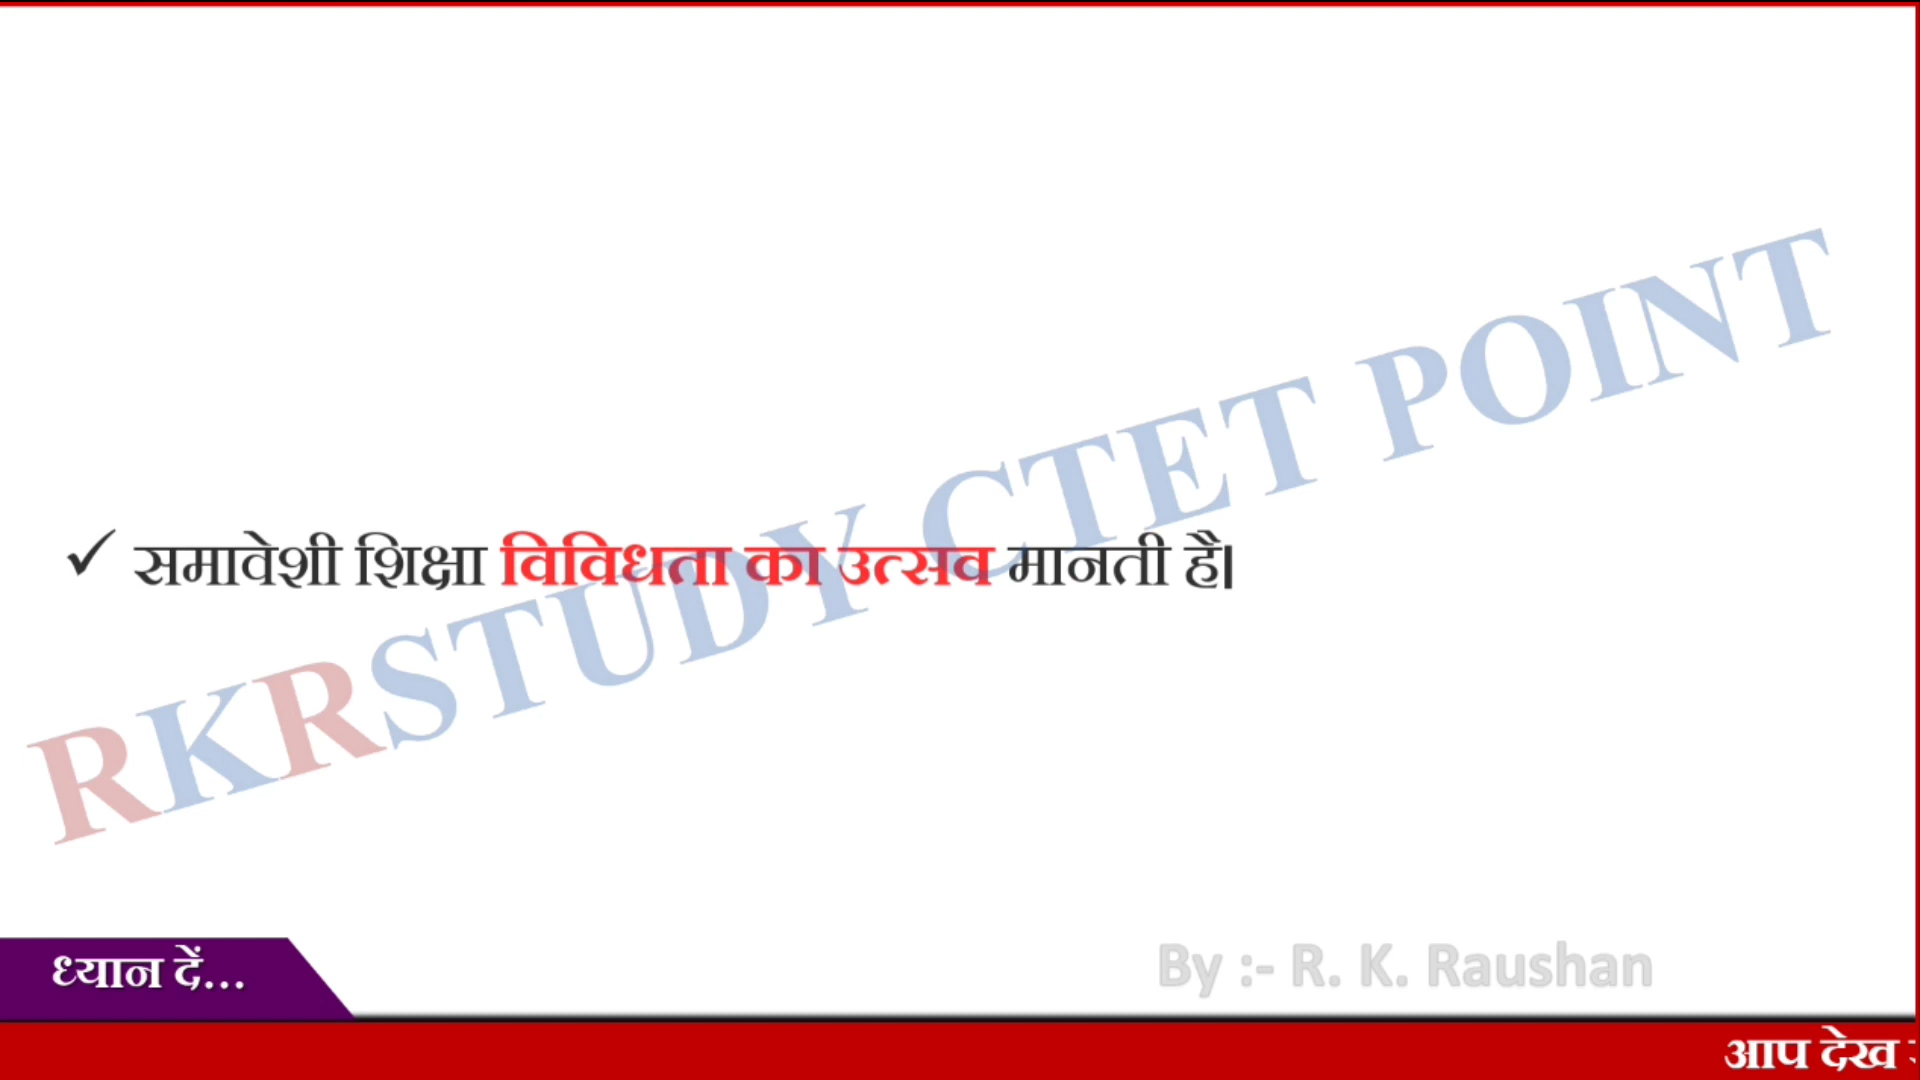 ✓ समावेशी शिक्षा विविधता का उत्सव मानती है।
RKRSTUDY CTET POINT
ध्यान दें...
By :- R. K. Raushan
आप देख